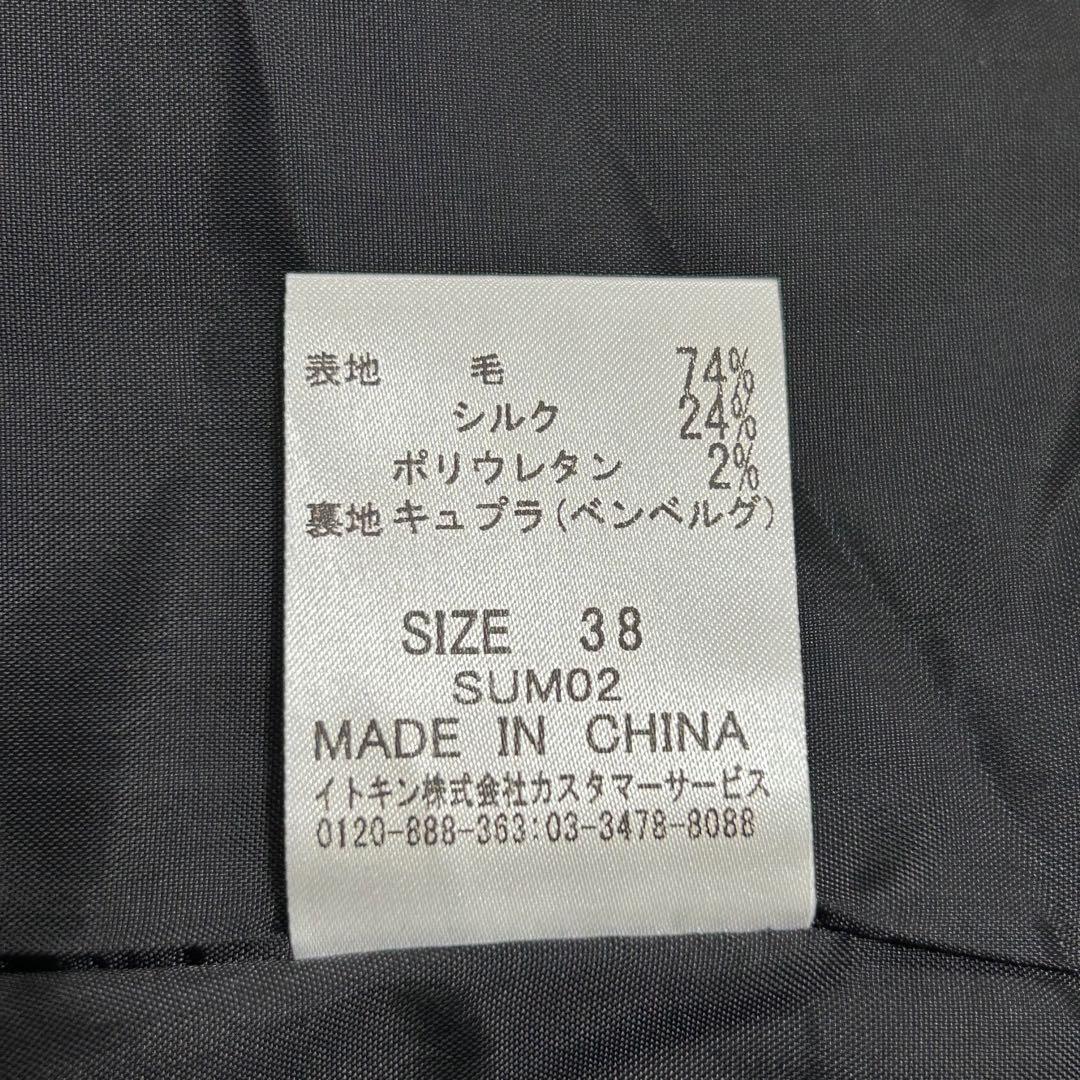 表地 毛 74%
シルク 24%
ポリウレタン 2%
裏地 キュプラ(ベンベルグ)
SIZE 38
SUM02
MADE IN CHINA
イトキン株式会社カスタマーサービス
0120-888-363:03-3478-8088